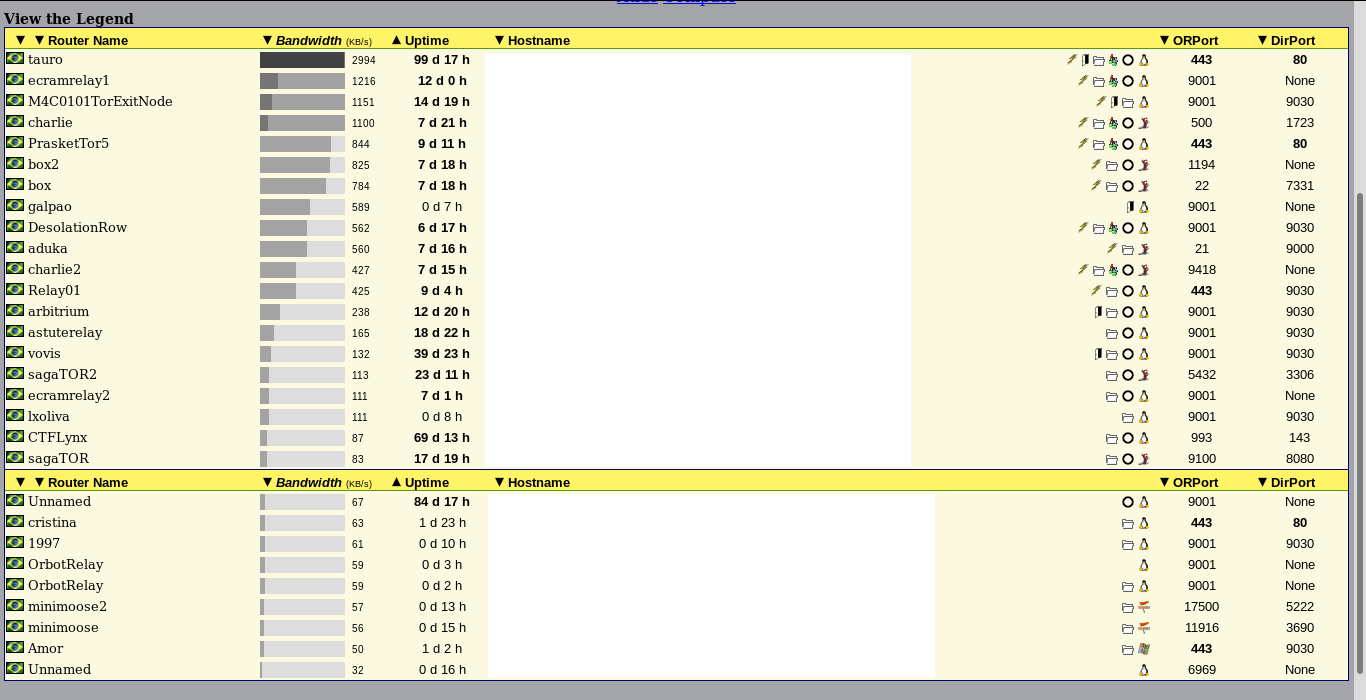 View the Legend
▼ ▼ Router Name ▼ Bandwidth (KB/s) ▲ Uptime ▼ Hostname ▼ ORPort ▼ DirPort
tauro 2994 99 d 17 h 443 80
ecramrelay1 1216 12 d 0 h 9001 None
M4C0101TorExitNode 1151 14 d 19 h 9001 9030
charlie 1100 7 d 21 h 500 1723
PrasketTor5 844 9 d 11 h 443 80
box2 825 7 d 18 h 1194 None
box 784 7 d 18 h 22 7331
galpao 589 0 d 7 h 9001 None
DesolationRow 562 6 d 17 h 9001 9030
aduka 560 7 d 16 h 21 9000
charlie2 427 7 d 15 h 9418 None
Relay01 425 9 d 4 h 443 9030
arbitrium 238 12 d 20 h 9001 9030
astuterelay 165 18 d 22 h 9001 9030
vovis 132 39 d 23 h 9001 9030
sagaTOR2 113 23 d 11 h 5432 3306
ecramrelay2 111 7 d 1 h 9001 None
lxoliva 111 0 d 8 h 9001 9030
CTFLynx 87 69 d 13 h 993 143
sagaTOR 83 17 d 19 h 9100 8080
▼ ▼ Router Name ▼ Bandwidth (KB/s) ▲ Uptime ▼ Hostname ▼ ORPort ▼ DirPort
Unnamed 67 84 d 17 h 9001 None
cristina 63 1 d 23 h 443 80
1997 61 0 d 10 h 9001 9030
OrbotRelay 59 0 d 3 h 9001 None
OrbotRelay 59 0 d 2 h 9001 None
minimoose2 57 0 d 13 h 17500 5222
minimoose 56 0 d 15 h 11916 3690
Amor 50 1 d 2 h 443 9030
Unnamed 32 0 d 16 h 6969 None